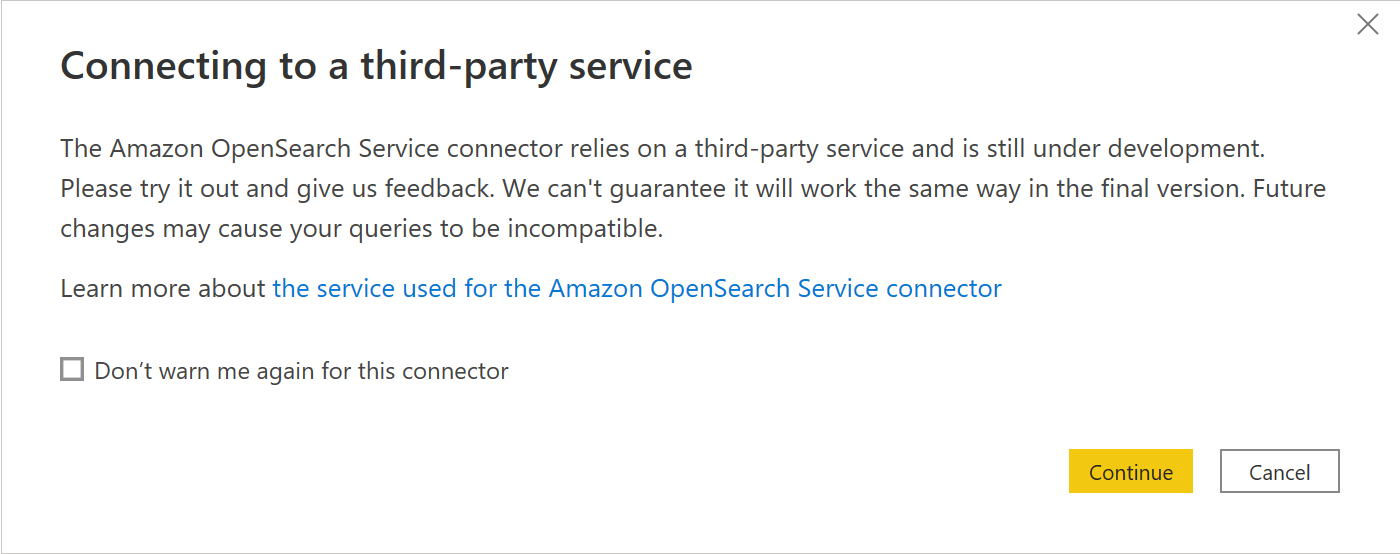 Connecting to a third-party service
The Amazon OpenSearch Service connector relies on a third-party service and is still under development.
Please try it out and give us feedback. We can't guarantee it will work the same way in the final version. Future
changes may cause your queries to be incompatible.
Learn more about the service used for the Amazon OpenSearch Service connector
Don’t warn me again for this connector
Continue
Cancel